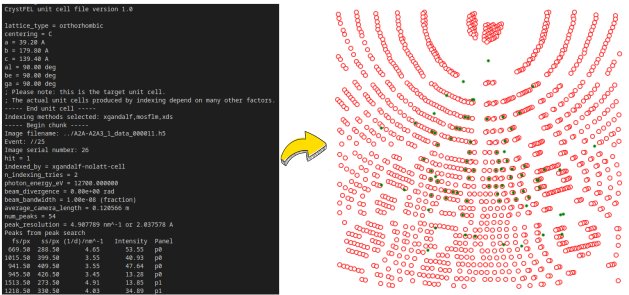 CrystFEL unit cell file version 1.0
lattice_type = orthorhombic
centering = C
a = 39.20 A
b = 179.80 A
c = 139.40 A
al = 90.00 deg
be = 90.00 deg
ga = 90.00 deg
; Please note: this is the target unit cell.
; The actual unit cells produced by indexing depend on many other factors.
----- End unit cell -----
Indexing methods selected: xgandalf,mosflm,xds
----- Begin chunk -----
Image filename: ../A2A-A2A3_1_data_000011.h5
Event: //25
Image serial number: 26
hit = 1
indexed_by = xgandalf-nolatt-cell
n_indexing_tries = 2
photon_energy_eV = 12700.000000
beam_divergence = 0.00e+00 rad
beam_bandwidth = 1.00e-08 (fraction)
average_camera_length = 0.120566 m
num_peaks = 54
peak_resolution = 4.907789 nm^-1 or 2.037578 A
Peaks from peak search
fs/px ss/px (1/d)/nm^-1 Intensity Panel
669.50 288.50 4.65 53.55 p0
1015.50 399.50 3.55 40.93 p0
941.50 409.50 3.55 47.64 p0
945.50 426.50 3.45 13.28 p0
1513.50 273.50 4.91 13.85 p1
1218.50 330.50 4.03 34.89 p1